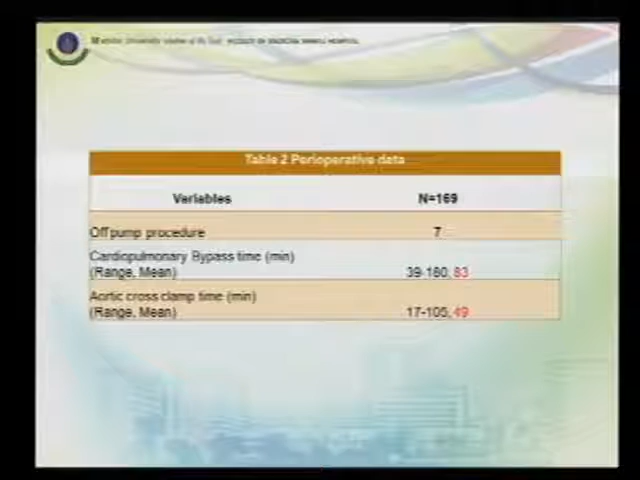 Table 2 Perioperative data
Variables N=169
Off pump procedure 7
Cardiopulmonary Bypass time (min)
(Range, Mean) 39-180, 83
Aortic cross clamp time (min)
(Range, Mean) 17-105, 49